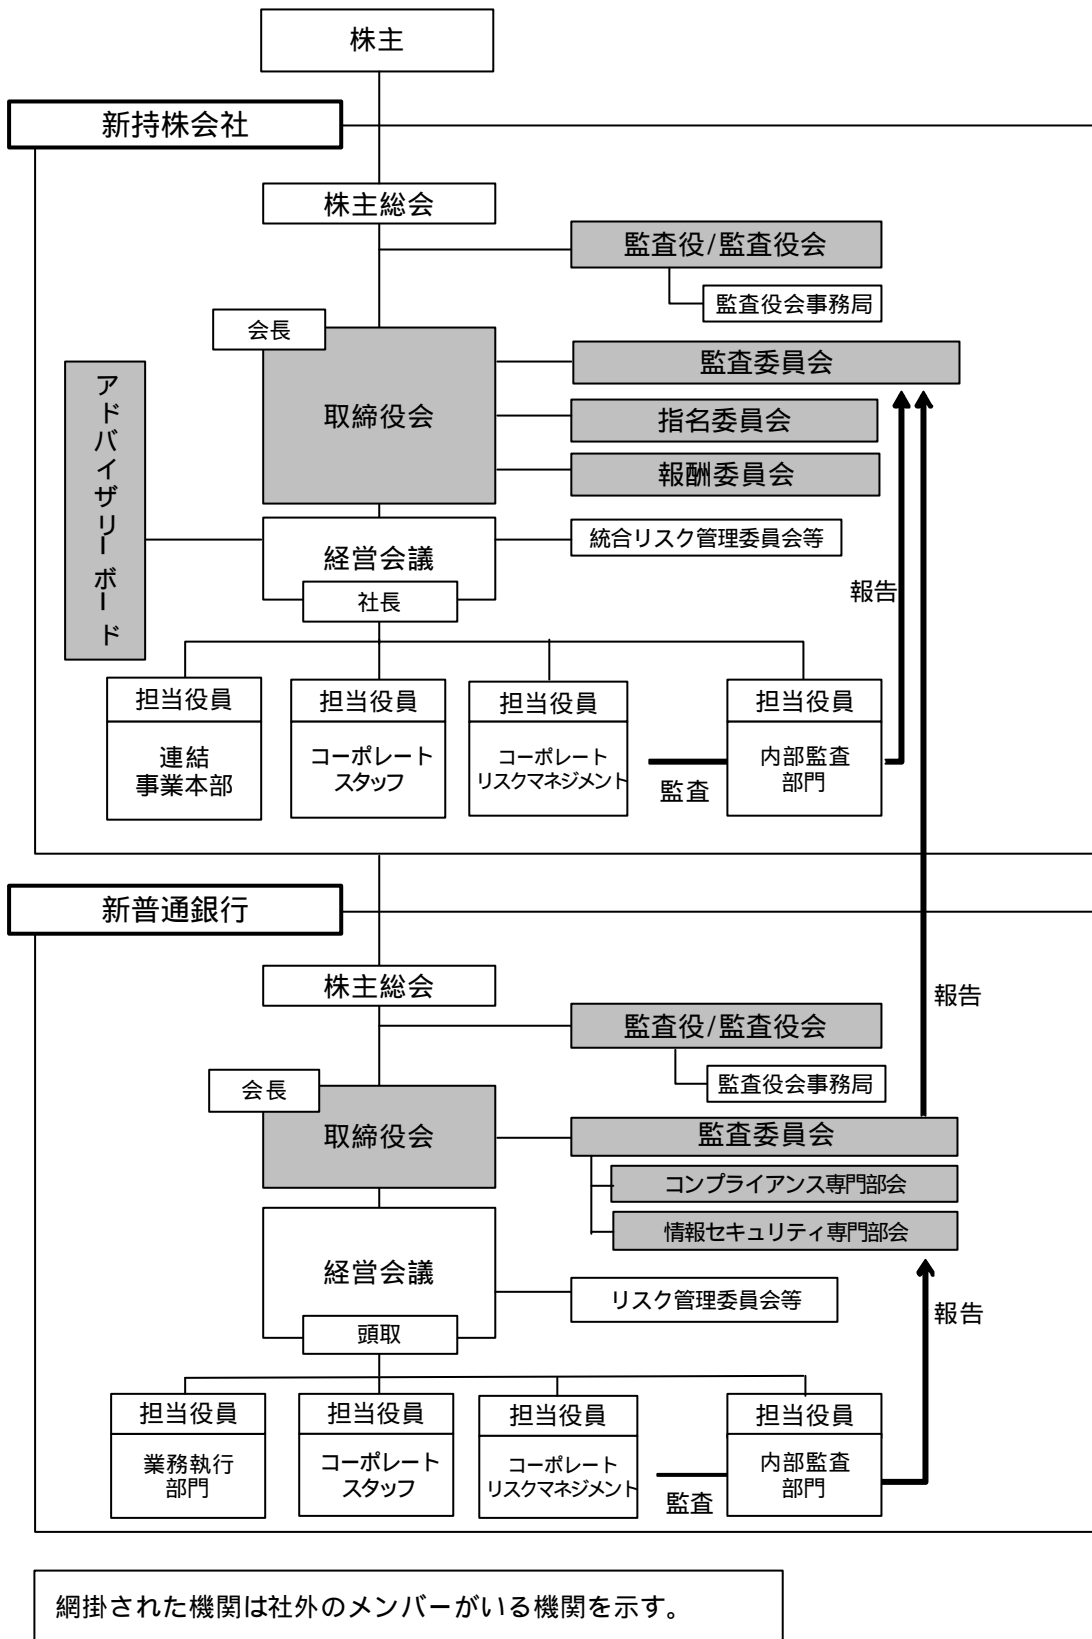 株主
新持株会社
株主総会
監査役/監査役会
監査役会事務局
会長
取締役会
監査委員会
指名委員会
報酬委員会
アドバイザリーボード
経営会議
統合リスク管理委員会等
社長
報告
担当役員
連結
事業本部
担当役員
コーポレート
スタッフ
担当役員
コーポレート
リスクマネジメント
監査
担当役員
内部監査
部門
新普通銀行
株主総会
報告
監査役/監査役会
監査役会事務局
会長
取締役会
監査委員会
コンプライアンス専門部会
情報セキュリティ専門部会
経営会議
リスク管理委員会等
報告
頭取
担当役員
業務執行
部門
担当役員
コーポレート
スタッフ
担当役員
コーポレート
リスクマネジメント
監査
担当役員
内部監査
部門
網掛された機関は社外のメンバーがいる機関を示す。